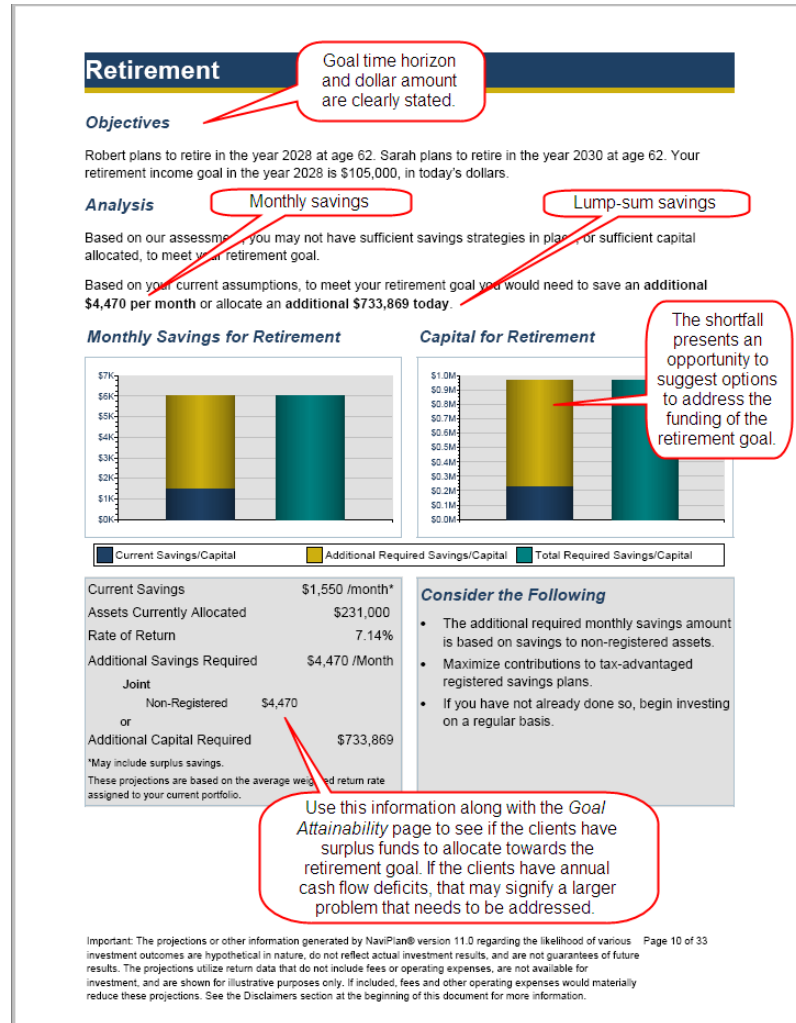 Retirement
Goal time horizon
and dollar amount
are clearly stated.
Objectives
Robert plans to retire in the year 2028 at age 62. Sarah plans to retire in the year 2030 at age 62. Your
retirement income goal in the year 2028 is $105,000, in today's dollars.
Analysis
Monthly savings
Lump-sum savings
Based on our assessment, you may not have sufficient savings strategies in place, or sufficient capital
allocated, to meet your retirement goal.
Based on your current assumptions, to meet your retirement goal you would need to save an additional
$4,470 per month or allocate an additional $733,869 today.
The shortfall
presents an
opportunity to
suggest options
to address the
funding of the
retirement goal.
Monthly Savings for Retirement
$7K
$6K
$5K
$4K
$3K
$2K
$1K
$0K
Capital for Retirement
$1.0M
$0.9M
$0.8M
$0.7M
$0.6M
$0.5M
$0.4M
$0.3M
$0.2M
$0.1M
$0.0M
Current Savings/Capital
Additional Required Savings/Capital
Total Required Savings/Capital
Current Savings $1,550 /month*
Assets Currently Allocated $231,000
Rate of Return 7.14%
Additional Savings Required $4,470 /Month
Joint
Non-Registered $4,470
or
Additional Capital Required $733,869
*May include surplus savings.
These projections are based on the average weighted return rate
assigned to your current portfolio.
Consider the Following
• The additional required monthly savings amount
is based on savings to non-registered assets.
• Maximize contributions to tax-advantaged
registered savings plans.
• If you have not already done so, begin investing
on a regular basis.
Use this information along with the Goal
Attainability page to see if the clients have
surplus funds to allocate towards the
retirement goal. If the clients have annual
cash flow deficits, that may signify a larger
problem that needs to be addressed.
Important: The projections or other information generated by NaviPlan® version 11.0 regarding the likelihood of various Page 10 of 33
investment outcomes are hypothetical in nature, do not reflect actual investment results, and are not guarantees of future
results. The projections utilize return data that do not include fees or operating expenses, are not available for
investment, and are shown for illustrative purposes only. If included, fees and other operating expenses would materially
reduce these projections. See the Disclaimers section at the beginning of this document for more information.